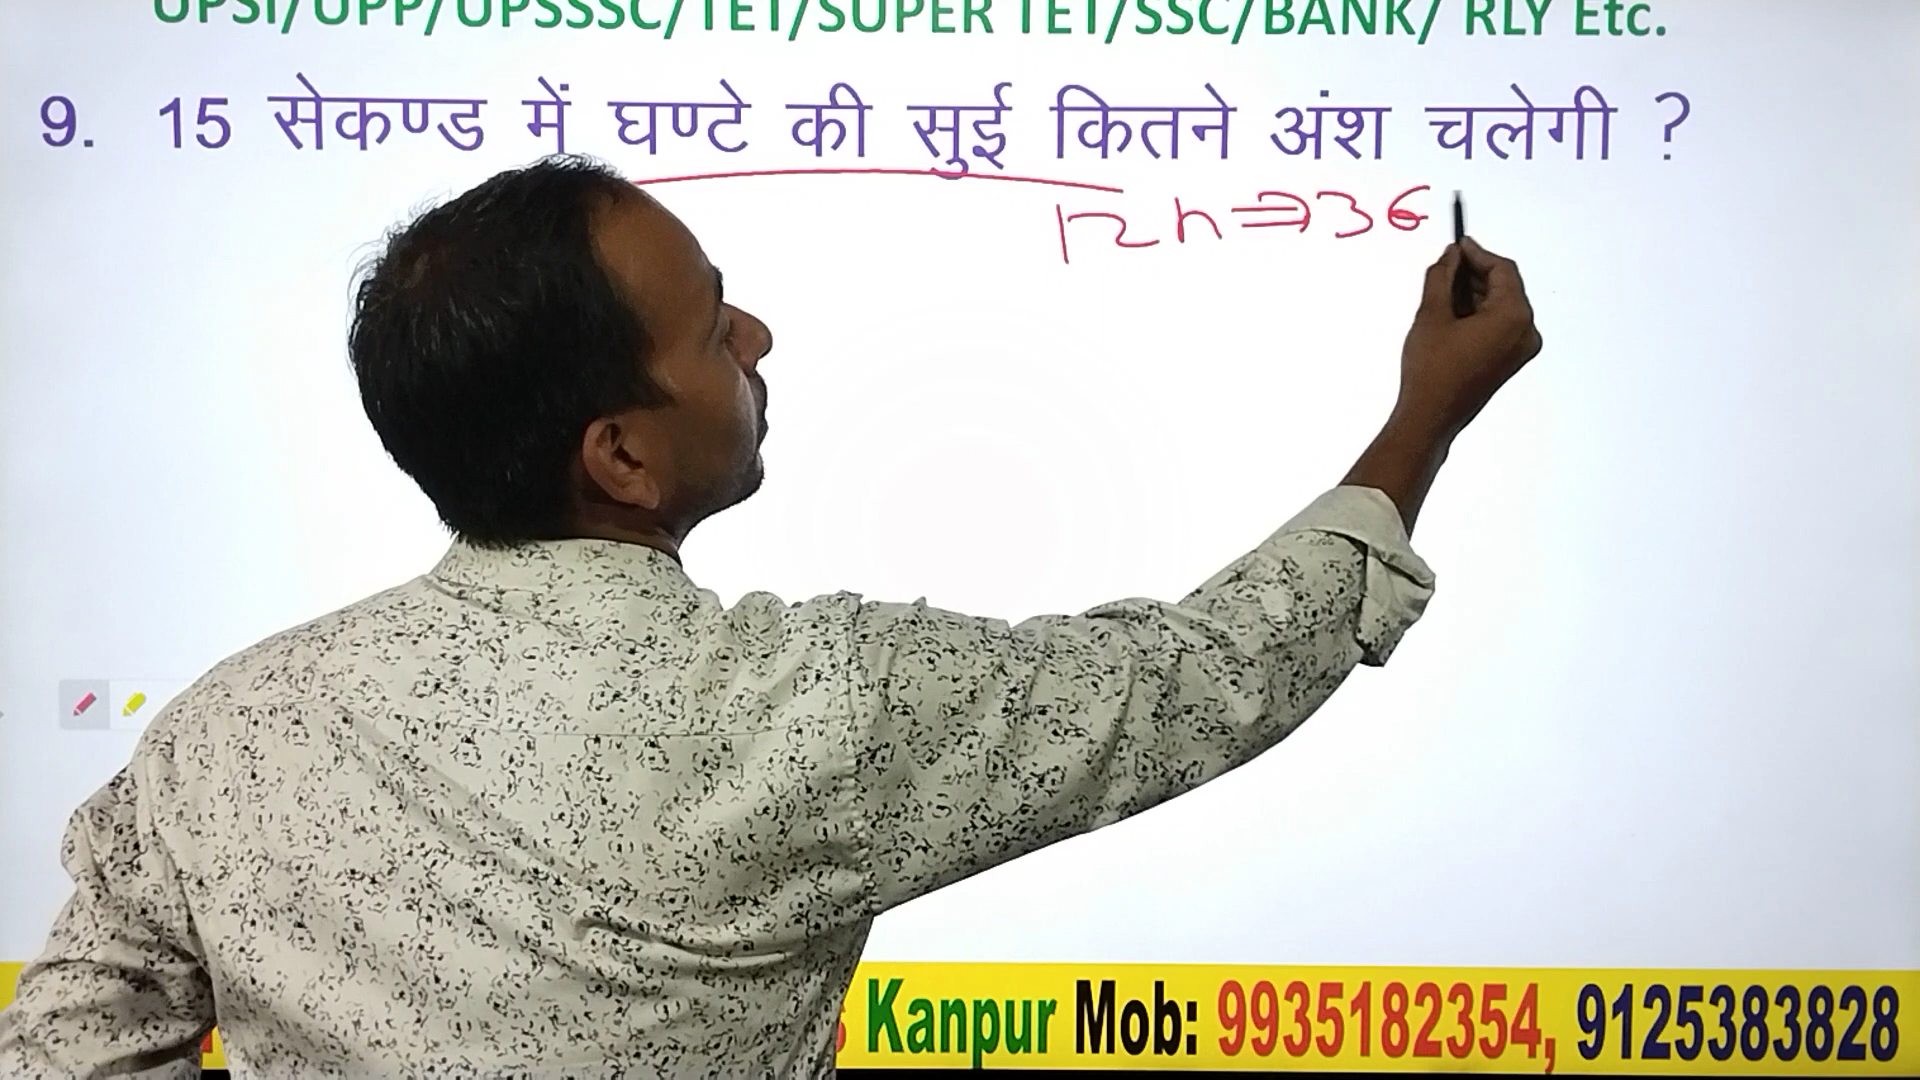 UPSI/UPP/UPSSSC/TET/SUPER TET/SSC/BANK/ RLY Etc.
9. 15 सेकण्ड में घण्टे की सुई कितने अंश चलेगी ?
12 h ⇒ 36
Kanpur Mob: 9935182354, 9125383828